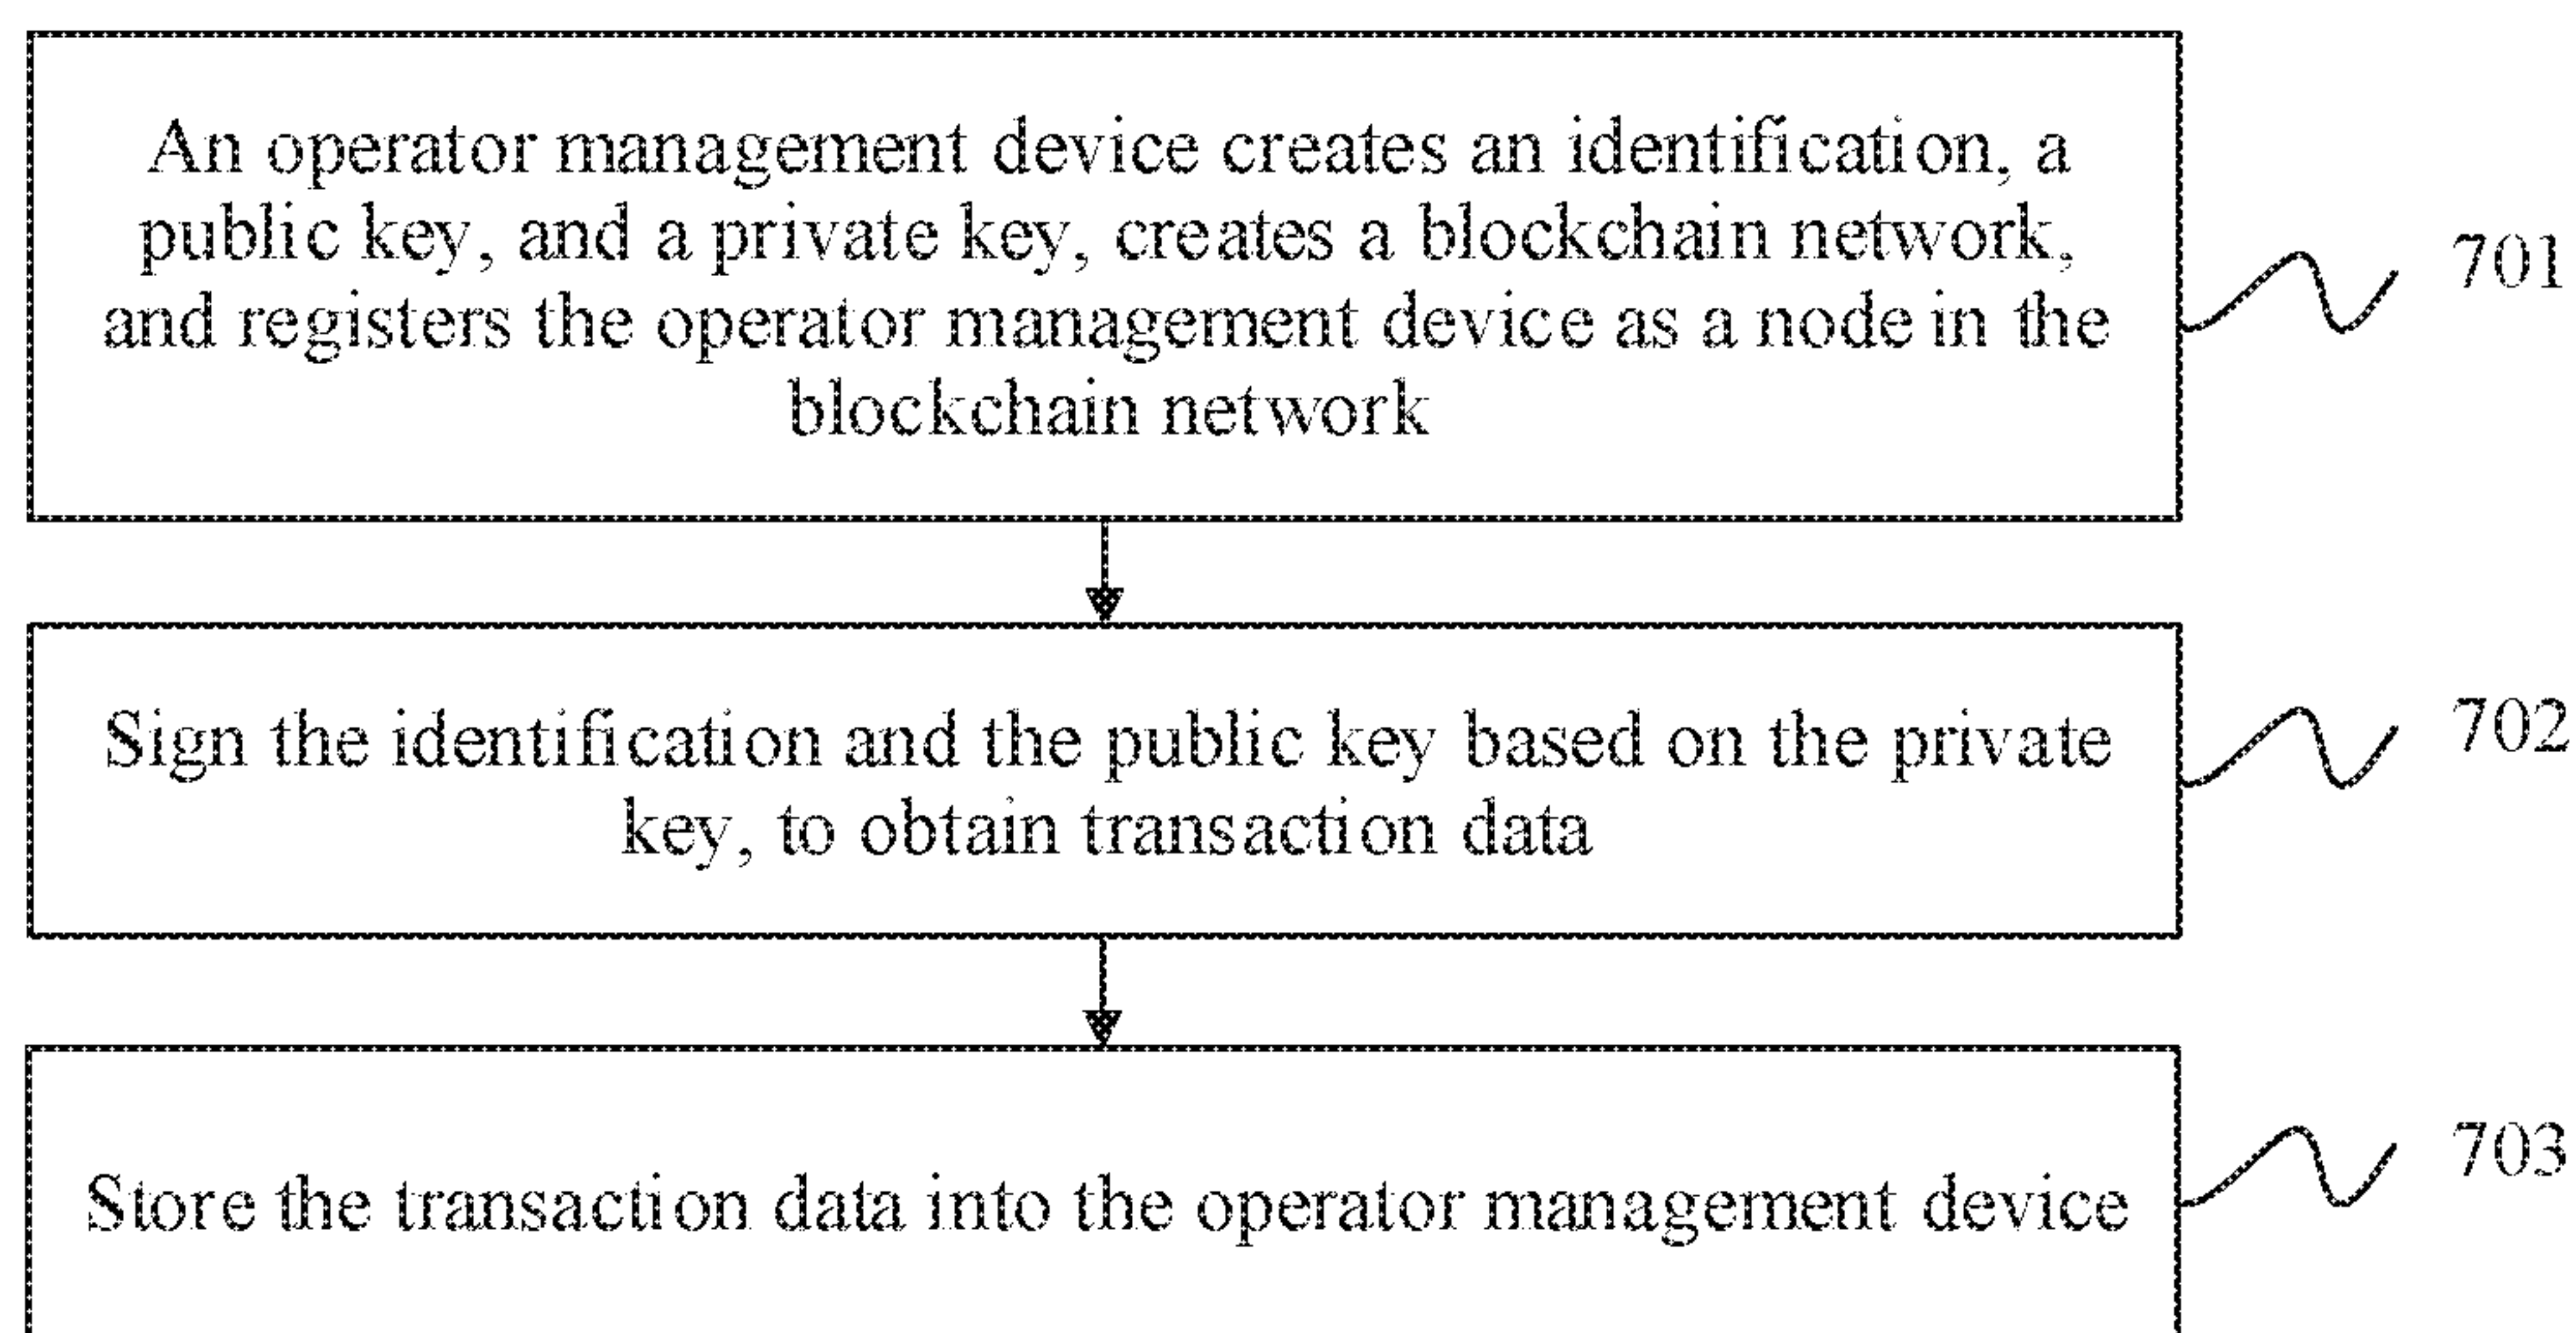 An operator management device creates an identification, a
public key, and a private key, creates a blockchain network,
and registers the operator management device as a node in the
blockchain network
701
Sign the identification and the public key based on the private
key, to obtain transaction data
702
Store the transaction data into the operator management device
703